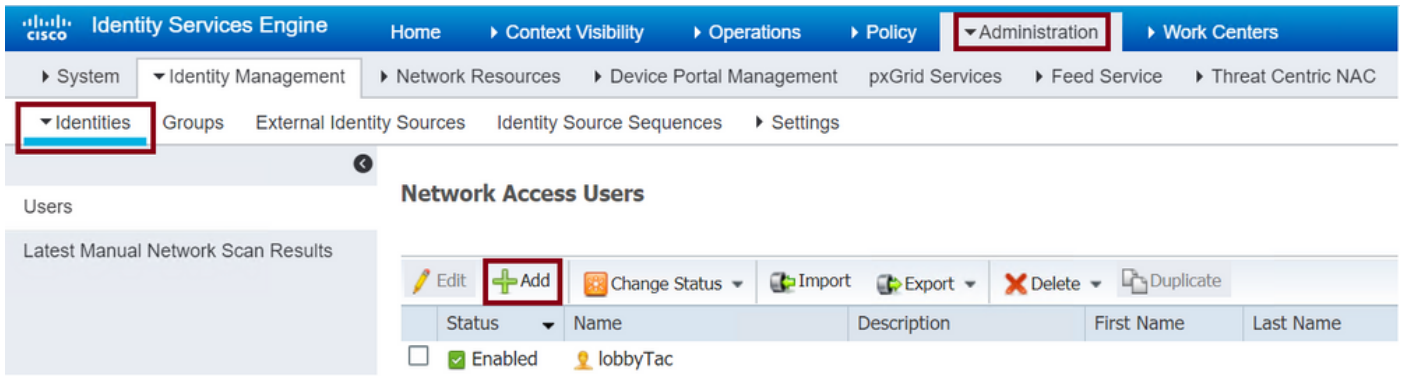 cisco Identity Services Engine Home Context Visibility Operations Policy Administration Work Centers
System Identity Management Network Resources Device Portal Management pxGrid Services Feed Service Threat Centric NAC
Identities Groups External Identity Sources Identity Source Sequences Settings
Users
Latest Manual Network Scan Results
Network Access Users
Edit Add Change Status Import Export Delete Duplicate
Status Name Description First Name Last Name
Enabled lobbyTac